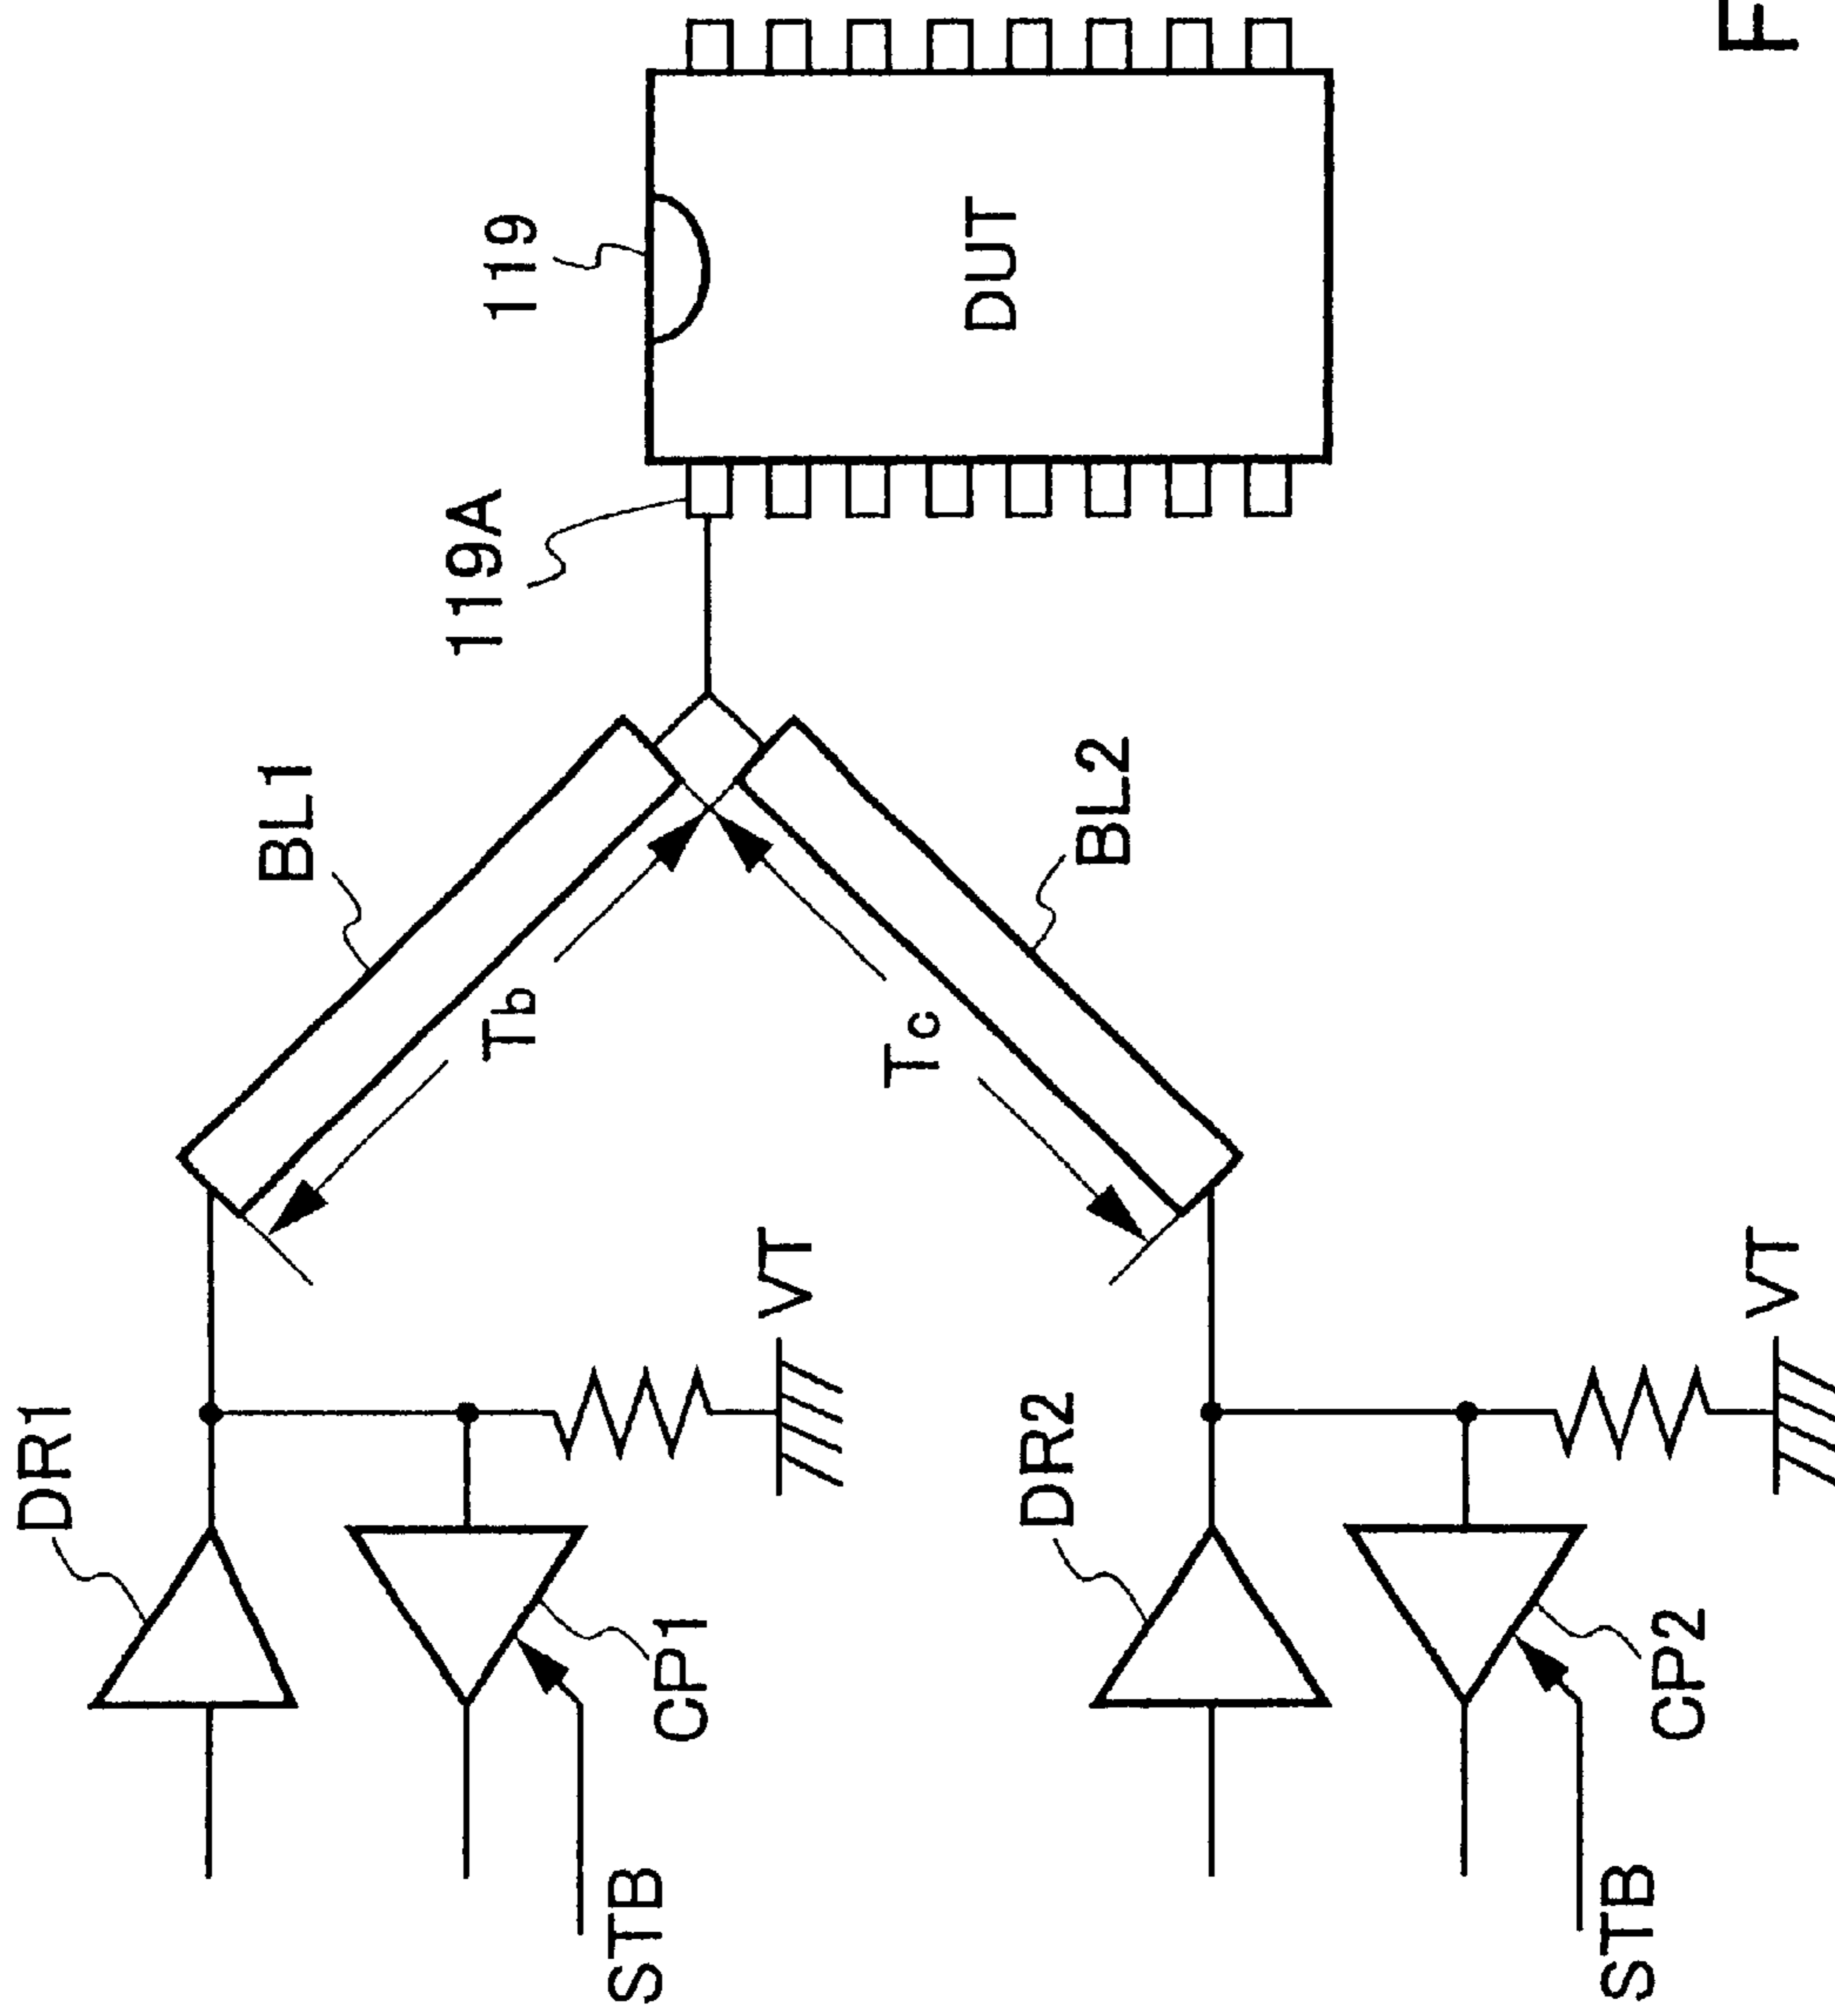 DR1
BL1
119A
119
STB
CP1
VT
Tb
Tc
DUT
DR2
BL2
STB
CP2
VT
F